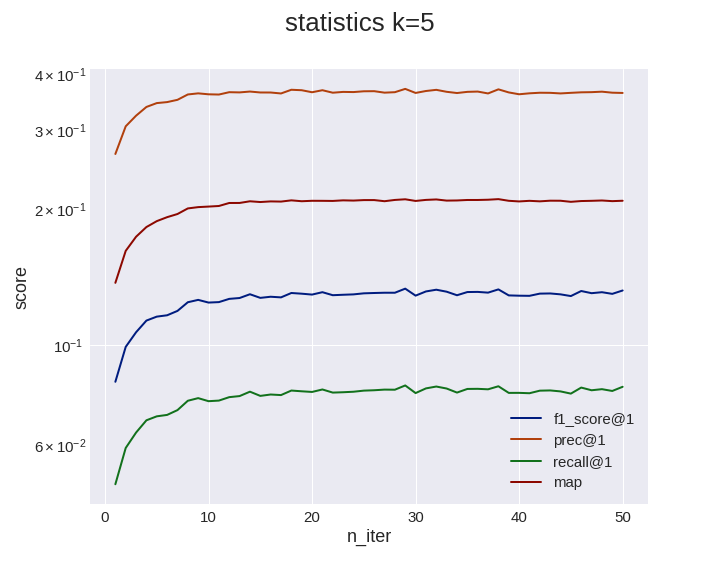 statistics k=5
4 × 10⁻¹
3 × 10⁻¹
2 × 10⁻¹
10⁻¹
6 × 10⁻²
score
f1_score@1
prec@1
recall@1
map
0 10 20 30 40 50
n_iter